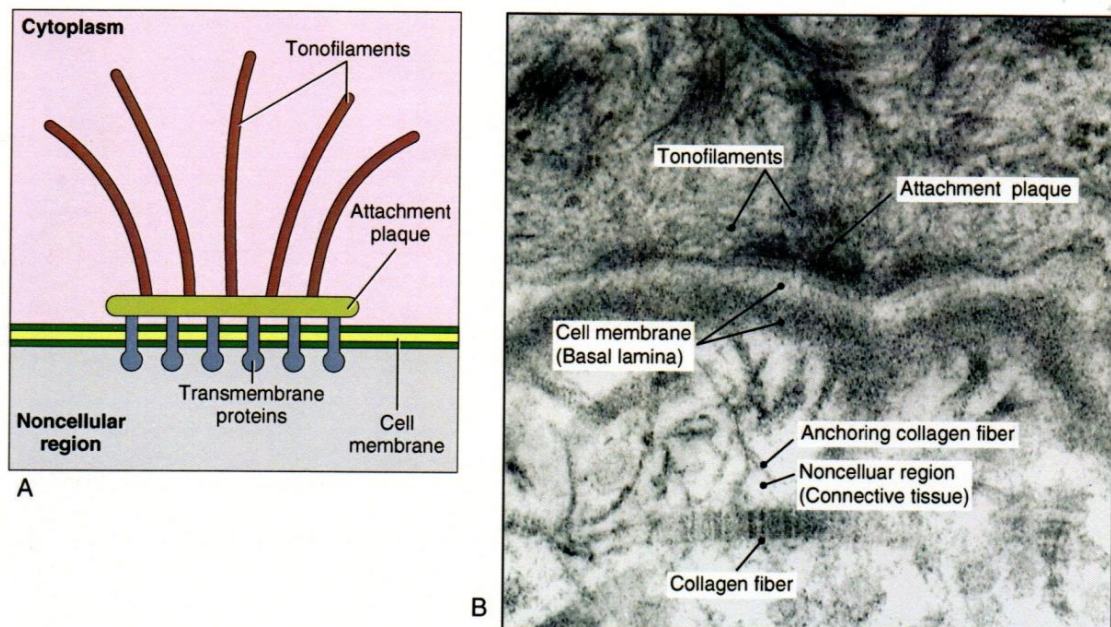 Cytoplasm
Tonofilaments
Attachment
plaque
Transmembrane
proteins
Noncellular
region
Cell
membrane
A
Tonofilaments
Attachment plaque
Cell membrane
(Basal lamina)
Anchoring collagen fiber
Noncelluar region
(Connective tissue)
Collagen fiber
B